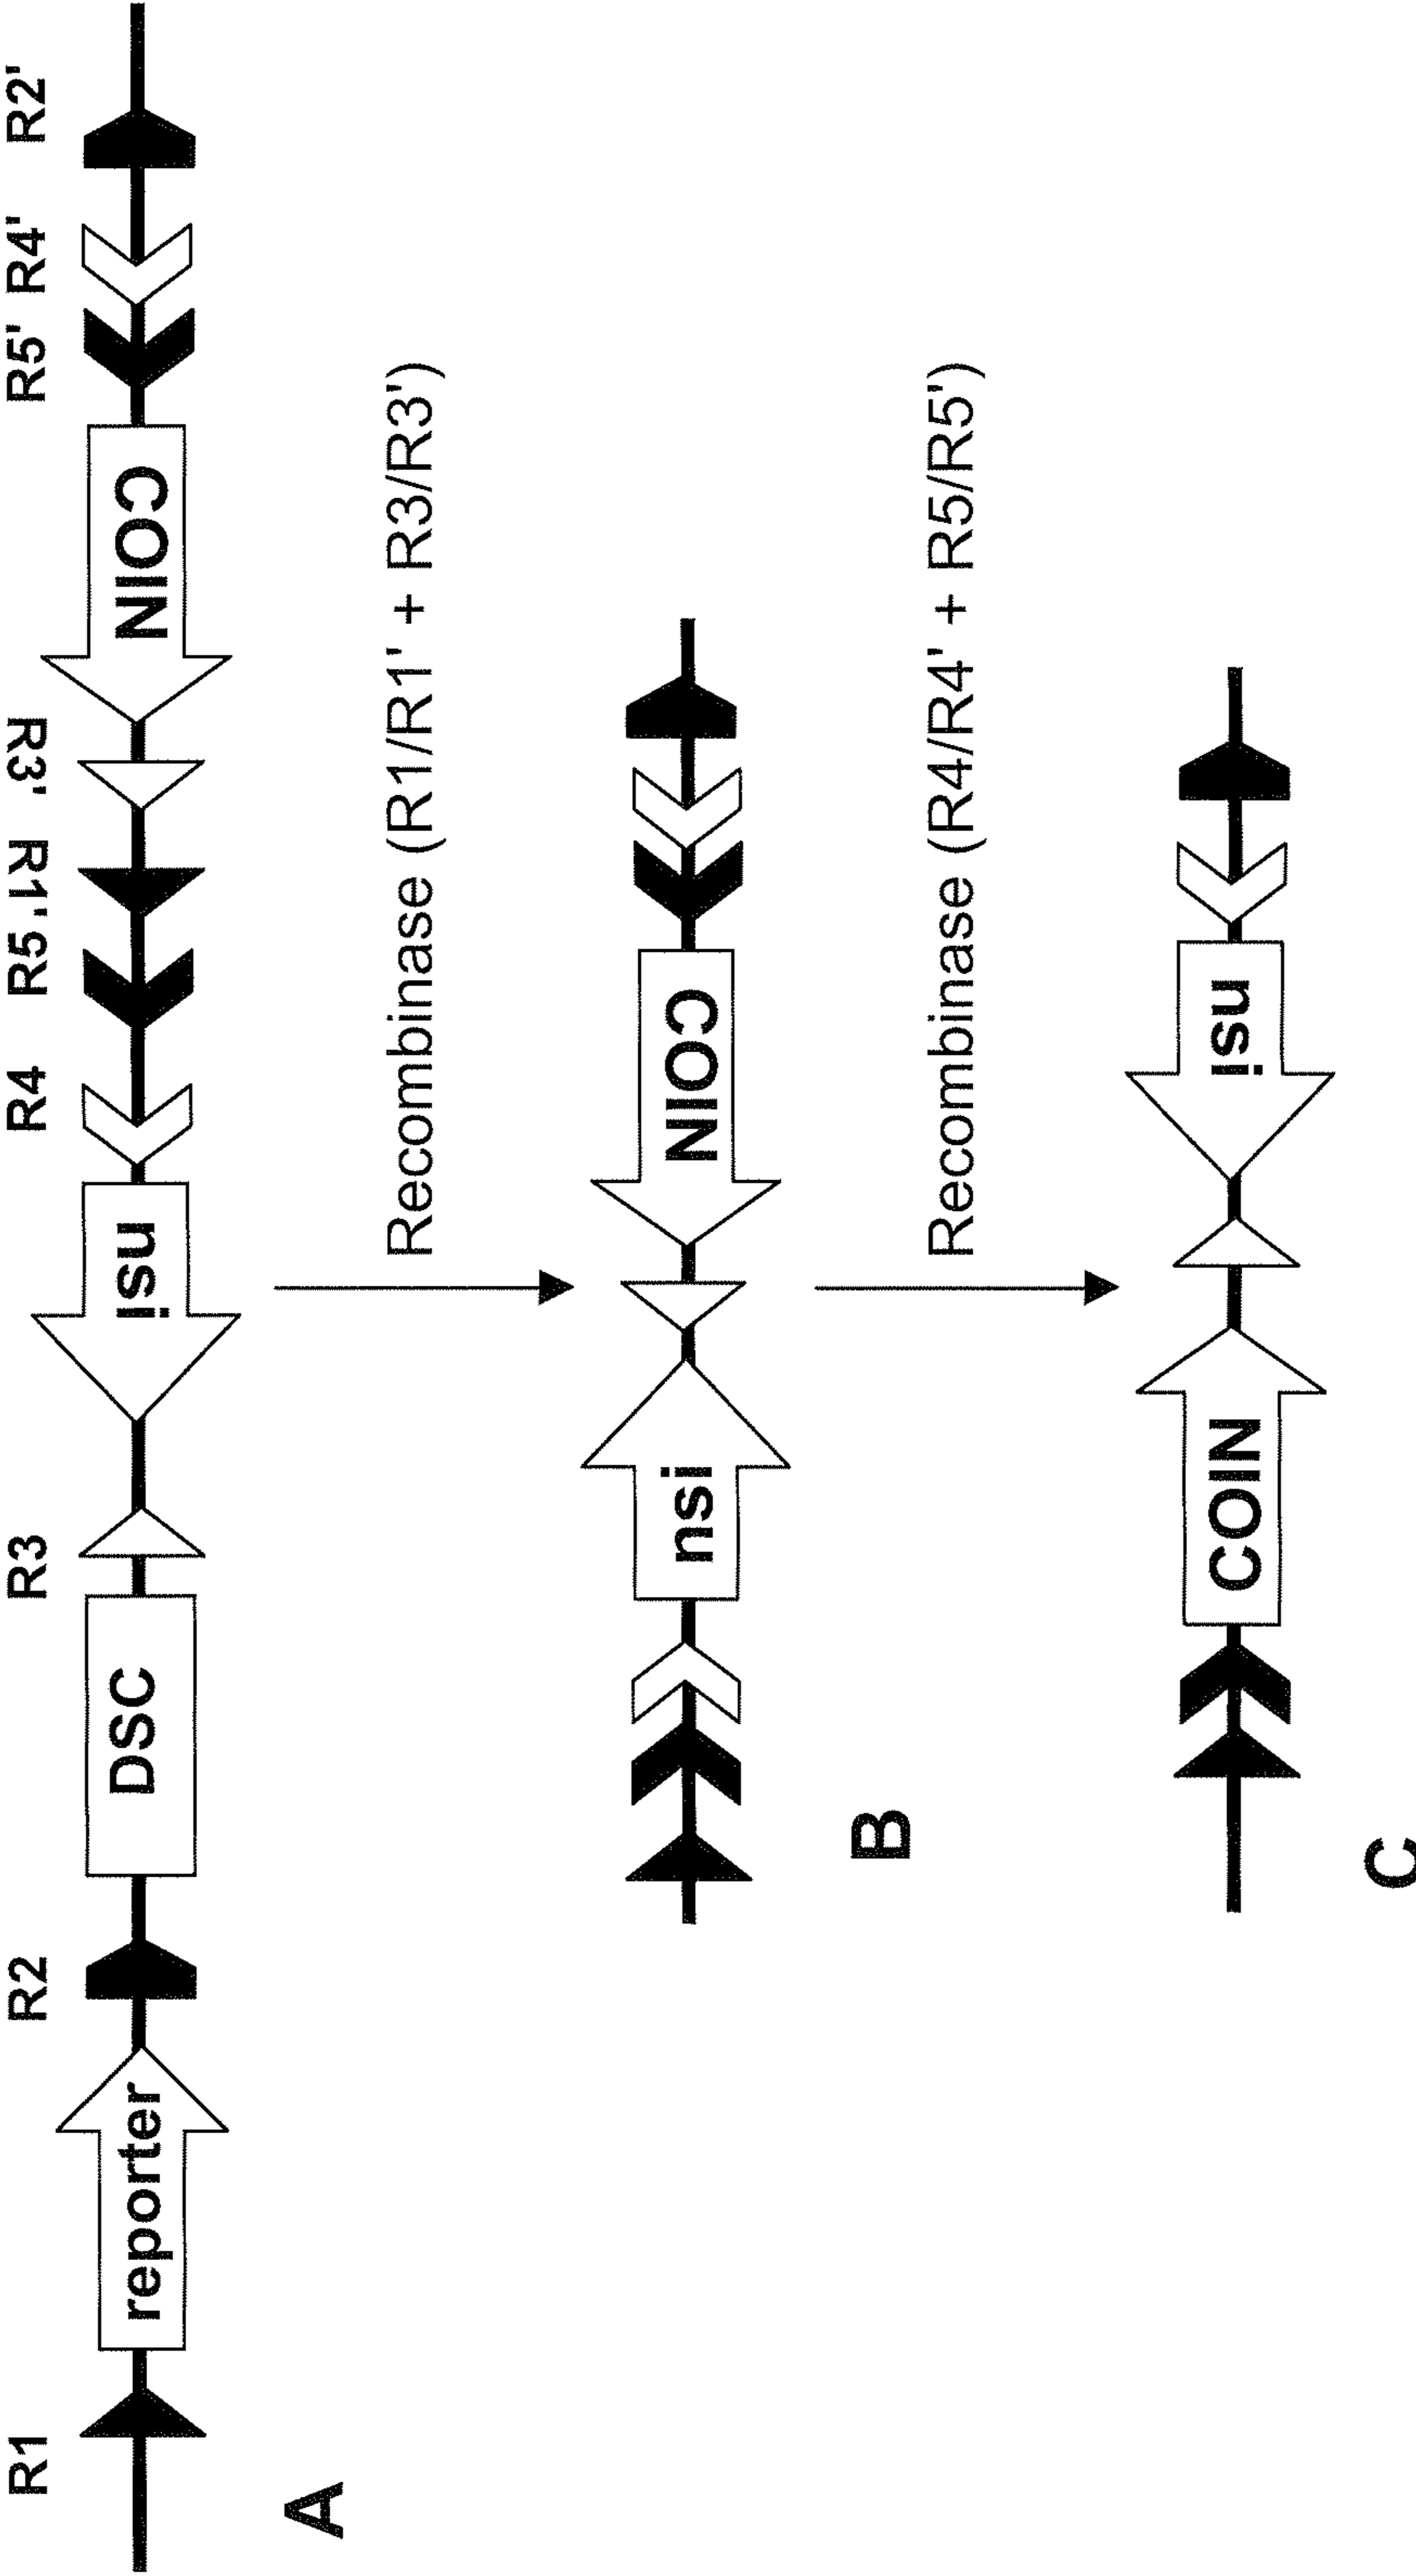 R1 R2 R3 R4 R5 R1' R3' R5' R4' R2'
reporter DSC nsi COIN
A
Recombinase (R1/R1' + R3/R3')
nsi COIN
B
Recombinase (R4/R4' + R5/R5')
COIN nsi
C